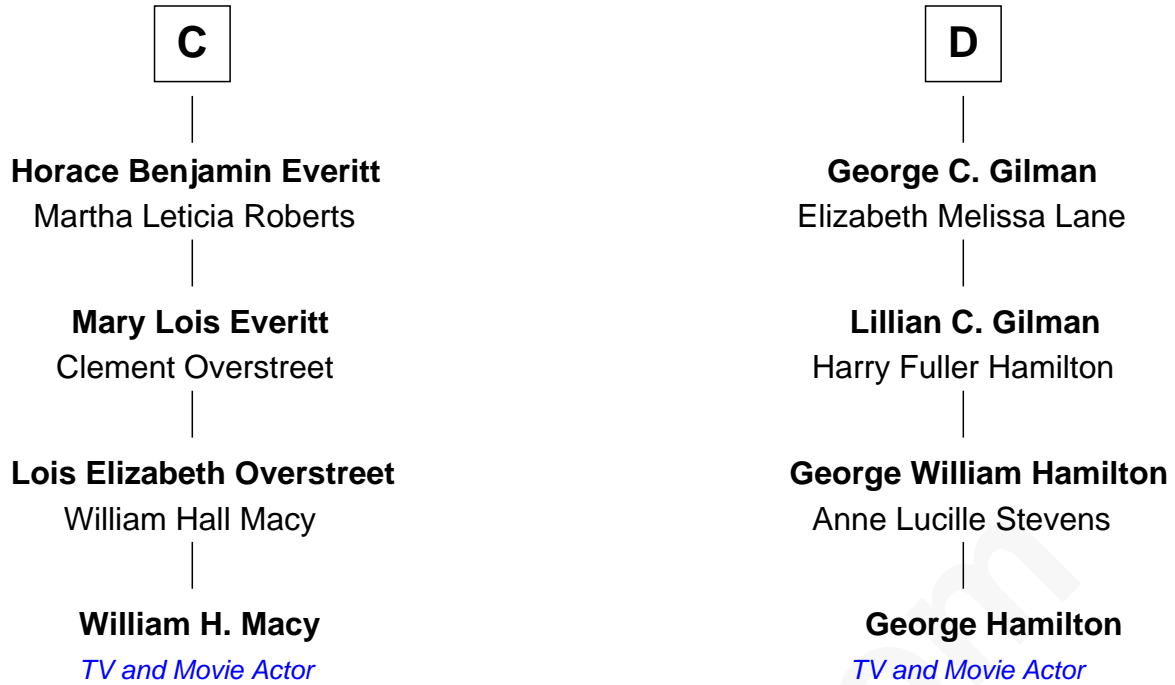 C
Horace Benjamin Everitt
Martha Leticia Roberts
Mary Lois Everitt
Clement Overstreet
Lois Elizabeth Overstreet
William Hall Macy
William H. Macy
TV and Movie Actor
D
George C. Gilman
Elizabeth Melissa Lane
Lillian C. Gilman
Harry Fuller Hamilton
George William Hamilton
Anne Lucille Stevens
George Hamilton
TV and Movie Actor